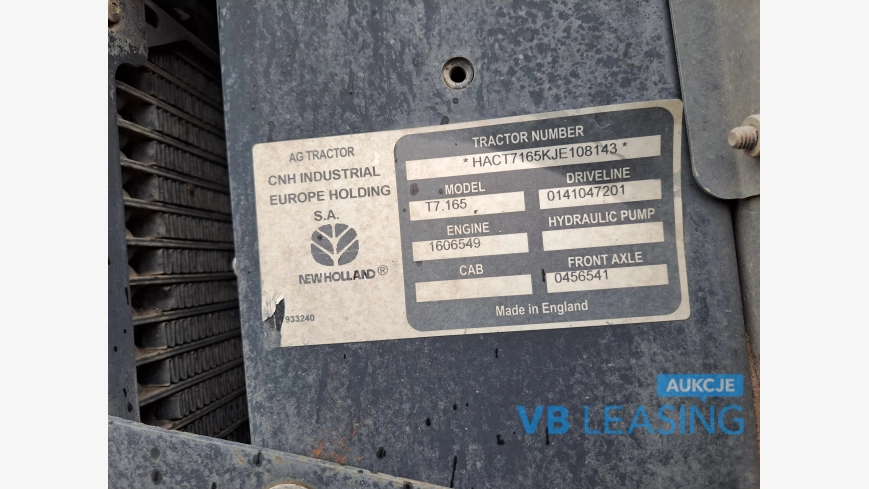 AG TRACTOR
CNH INDUSTRIAL
EUROPE HOLDING
S.A.
NEW HOLLAND ®
933240
TRACTOR NUMBER
* HACT7165KJE108143 *
MODEL
T7.165
DRIVELINE
0141047201
ENGINE
1606549
HYDRAULIC PUMP
CAB
FRONT AXLE
0456541
Made in England
AUKCJE
VB LEASING